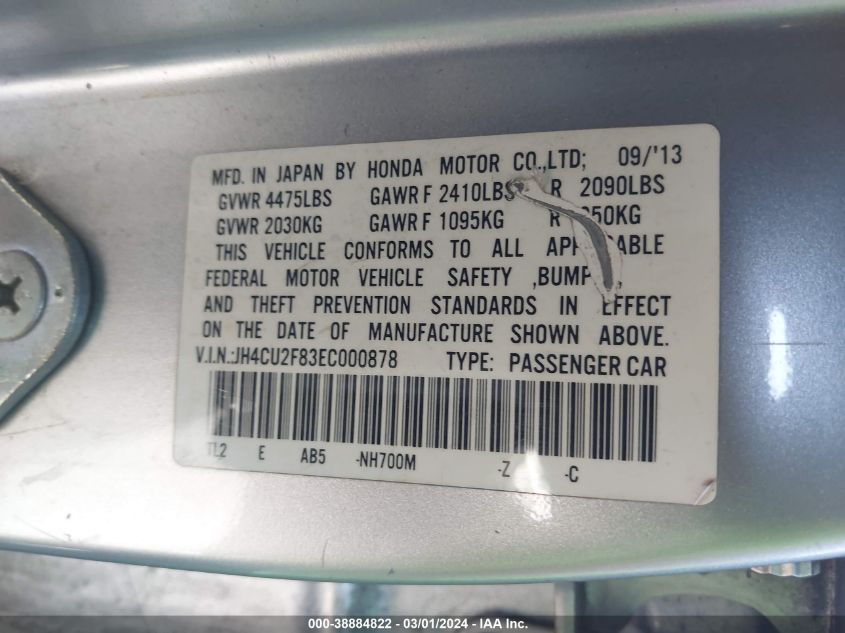 MFD. IN JAPAN BY HONDA MOTOR CO.,LTD; 09/'13
GVWR 4475LBS GAWR F 2410LBS R 2090LBS
GVWR 2030KG GAWR F 1095KG R 950KG
THIS VEHICLE CONFORMS TO ALL
FEDERAL MOTOR VEHICLE SAFETY ,BUMP
AND THEFT PREVENTION STANDARDS IN EFFECT
ON THE DATE OF MANUFACTURE SHOWN ABOVE.
V.I.N.:JH4CU2F83EC000878 TYPE: PASSENGER CAR
TL2 E AB5 -NH700M -Z -C
000-38884822 - 03/01/2024 - IAA Inc.